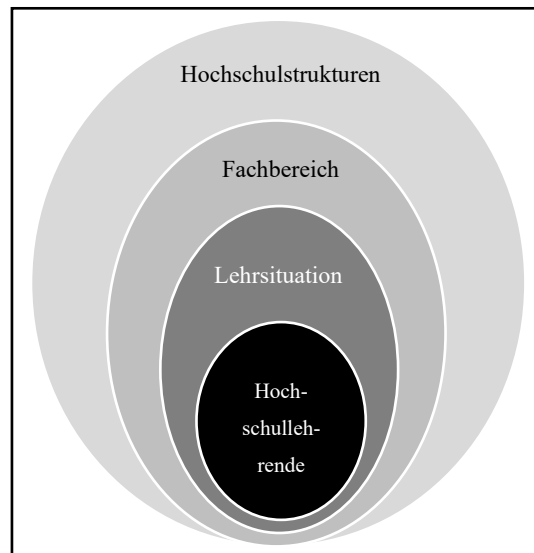 Hochschulstrukturen
Fachbereich
Lehrsituation
Hoch-
schulleh-
rende